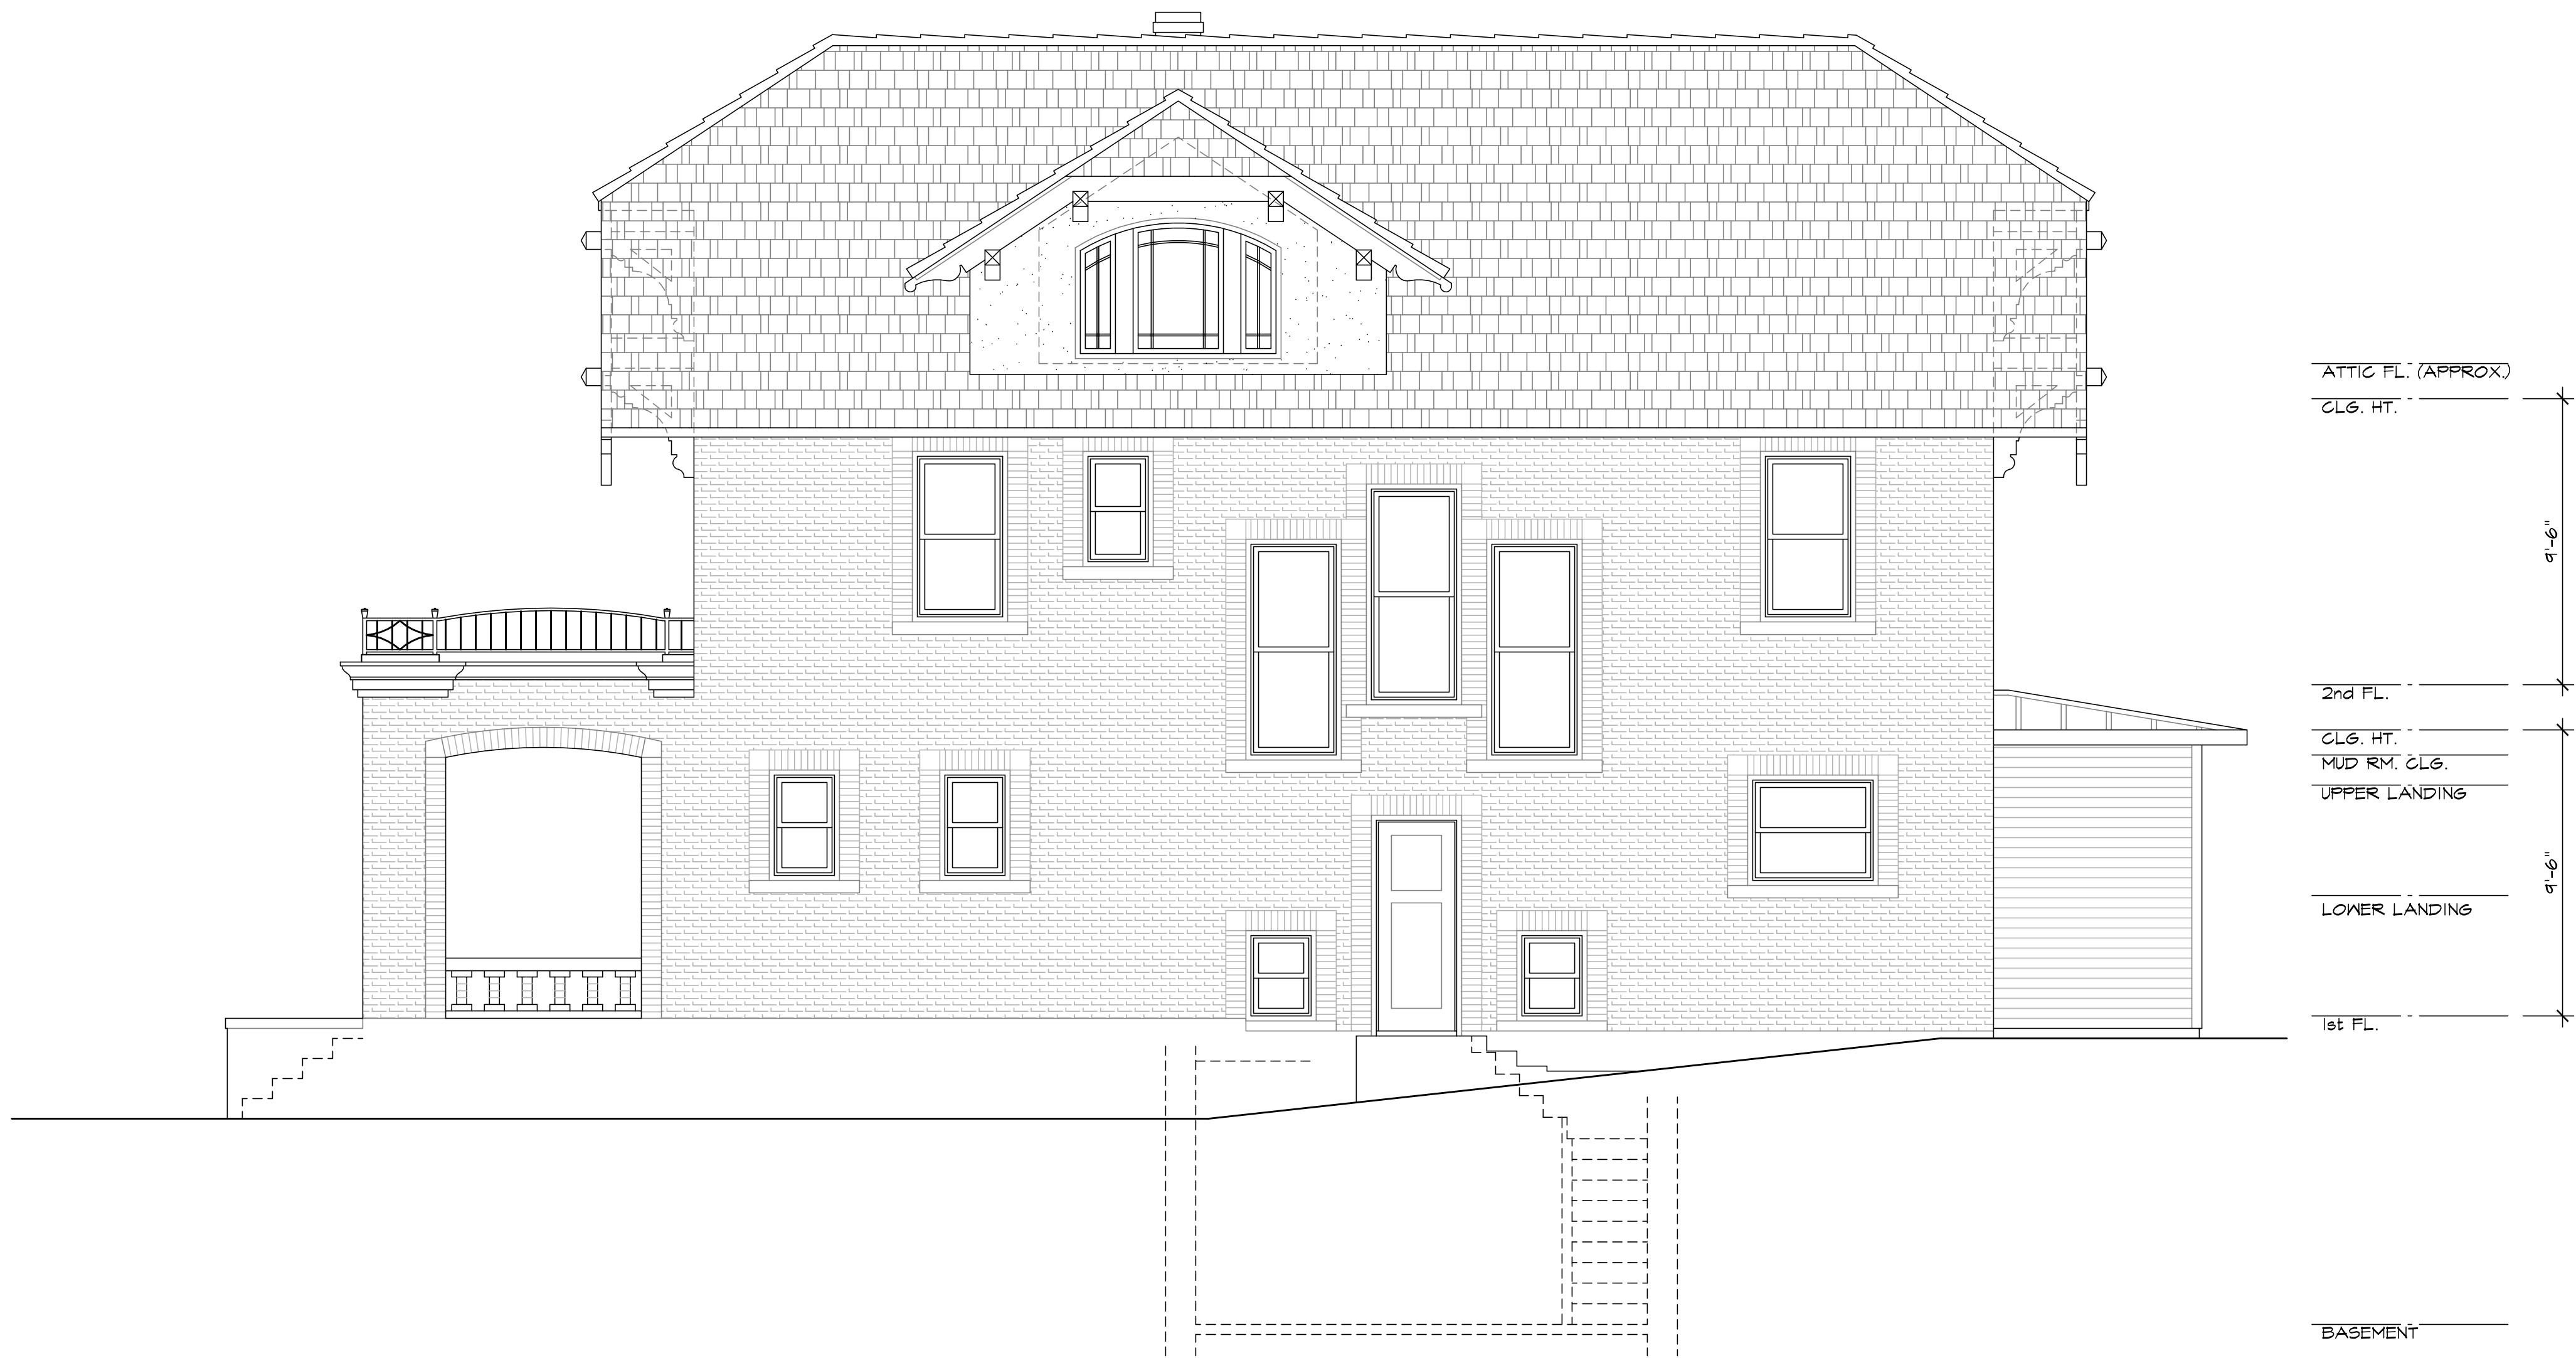 ATTIC FL. (APPROX.)
CLG. HT.
9'-6"
2nd FL.
CLG. HT.
MUD RM. CLG.
UPPER LANDING
9'-6"
LOWER LANDING
1st FL.
BASEMENT